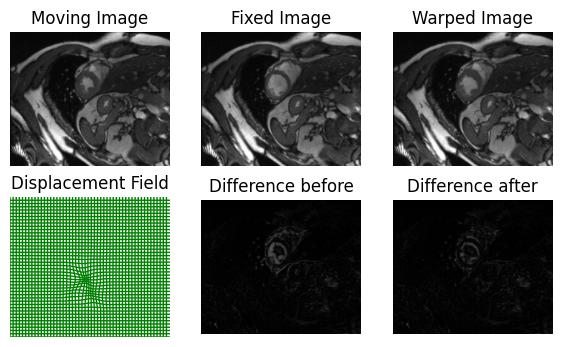 Moving Image
Fixed Image
Warped Image
Displacement Field
Difference before
Difference after